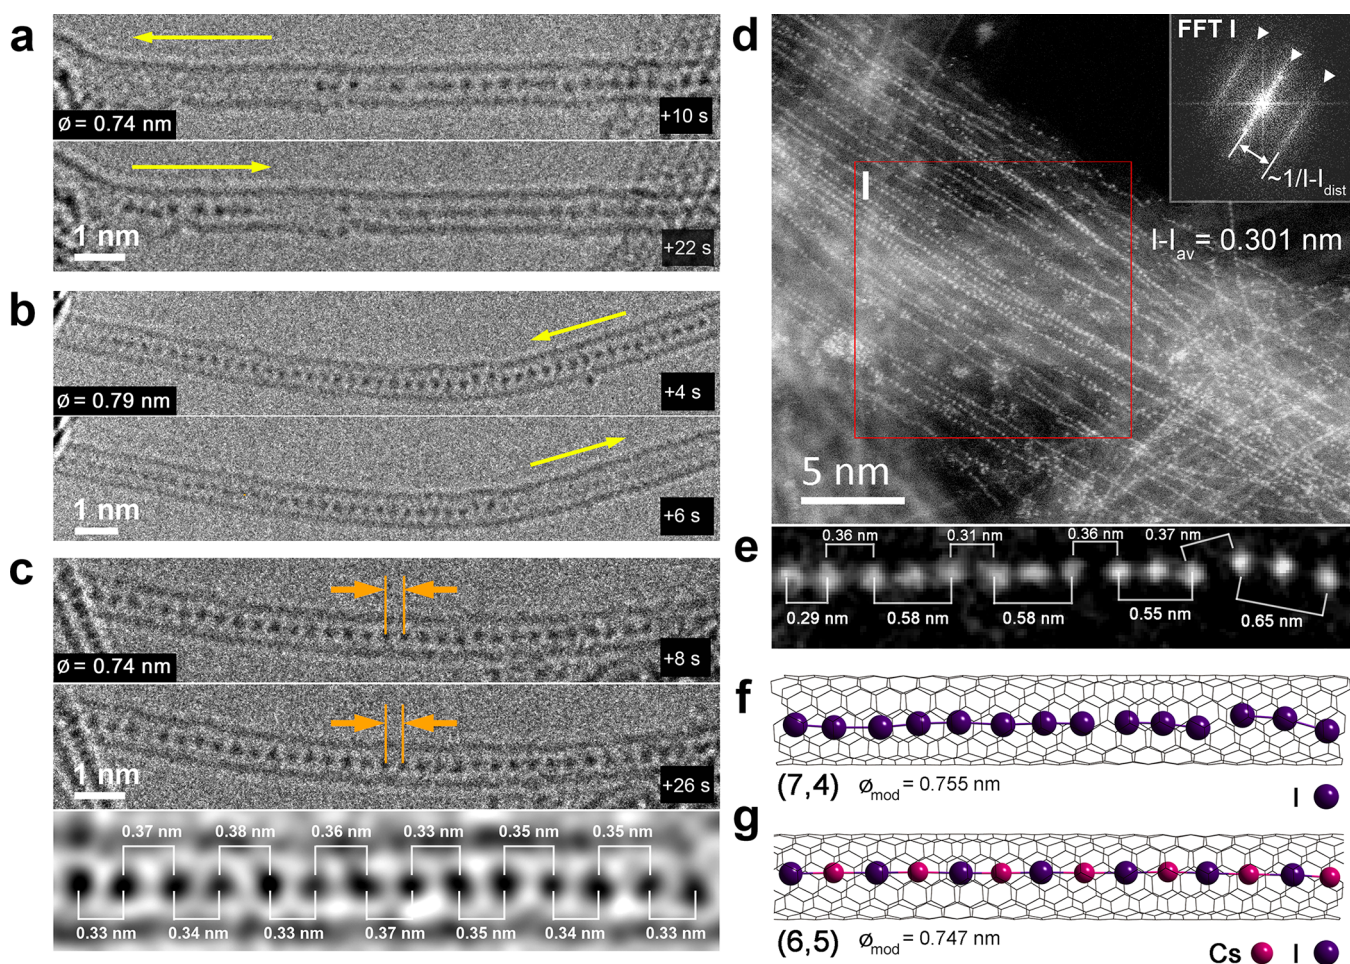 a
+10 s
ø = 0.74 nm
+22 s
1 nm
b
+4 s
ø = 0.79 nm
+6 s
1 nm
c
+8 s
ø = 0.74 nm
+26 s
1 nm
0.37 nm 0.38 nm 0.36 nm 0.33 nm 0.35 nm 0.35 nm
0.33 nm 0.34 nm 0.33 nm 0.37 nm 0.35 nm 0.34 nm 0.33 nm
d
FFT I
~1/I-Idist
I
I-Iav = 0.301 nm
5 nm
e
0.36 nm 0.31 nm 0.36 nm 0.37 nm
0.29 nm 0.58 nm 0.58 nm 0.55 nm 0.65 nm
f
(7,4) ømod = 0.755 nm
I
g
(6,5) ømod = 0.747 nm
Cs I